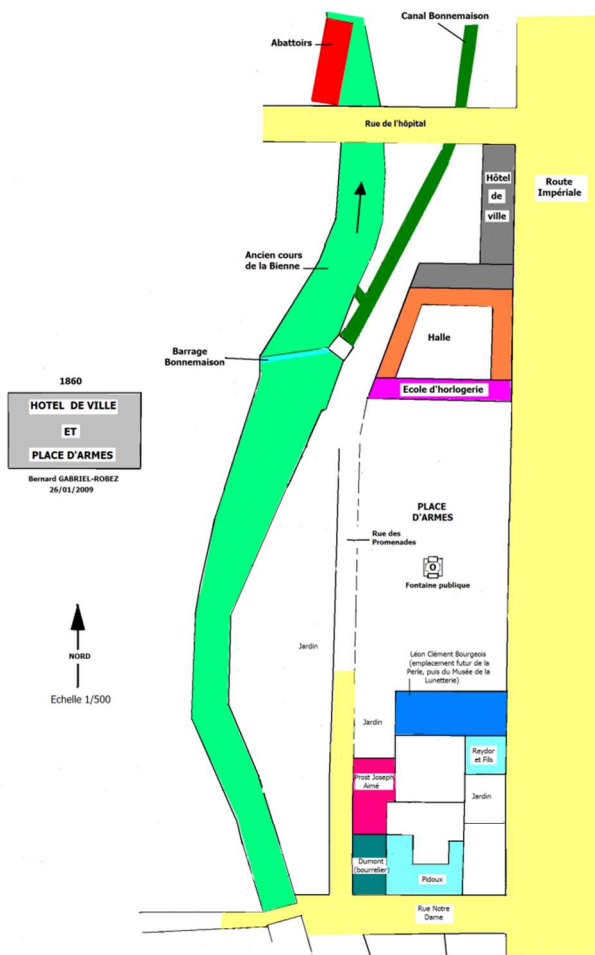 Canal Bonnemaison
Abattoirs
Rue de l'hôpital
Hôtel
de
ville
Route
Impériale
Ancien cours
de la Bienne
Barrage
Bonnemaison
Halle
Ecole d'horlogerie
1860
HOTEL DE VILLE
ET
PLACE D'ARMES
Bernard GABRIEL-ROBEZ
26/01/2009
PLACE
D'ARMES
Rue des
Promenades
O
Fontaine publique
NORD
Echelle 1/500
Jardin
Léon Clément Bourgeois
(emplacement futur de la
Perle, puis du Musée de la
Lunetterie)
Jardin
Reydor
et Fils
Prost Joseph
Aimé
Jardin
Dumont
(bourrelier)
Pidoux
Rue Notre
Dame